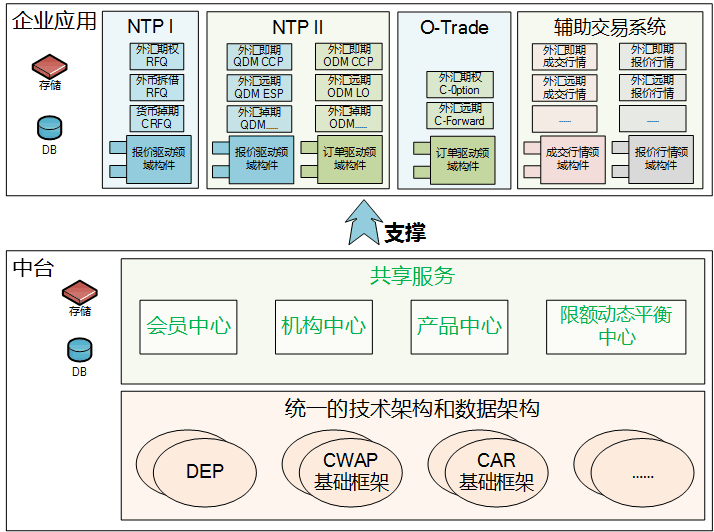 企业应用
存储
DB
NTP I
外汇期权
RFQ
外币拆借
RFQ
货币掉期
CRFQ
报价驱动领
域构件
NTP II
外汇即期
QDM CCP
外汇远期
QDM ESP
外汇掉期
QDM......
报价驱动领
域构件
外汇即期
ODM CCP
外汇远期
ODM LO
外汇掉期
ODM......
订单驱动领
域构件
O-Trade
外汇期权
C-Option
外汇远期
C-Forward
订单驱动领
域构件
辅助交易系统
外汇即期
成交行情
外汇远期
成交行情
......
成交行情领
域构件
外汇即期
报价行情
外汇远期
报价行情
......
报价行情领
域构件
支撑
中台
存储
DB
共享服务
会员中心
机构中心
产品中心
限额动态平衡
中心
统一的技术架构和数据架构
DEP
CWAP
基础框架
CAR
基础框架
......